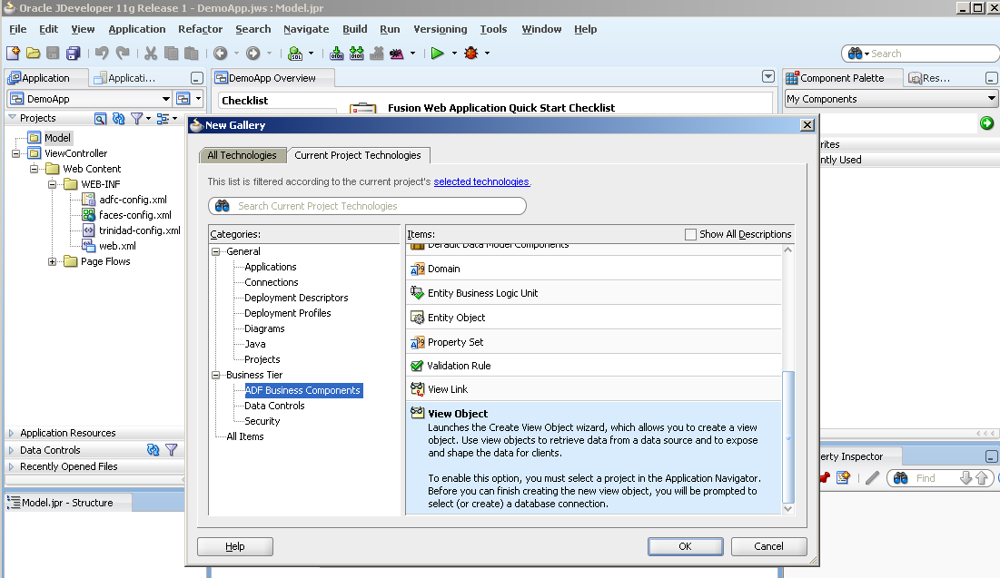 Oracle JDeveloper 11g Release 1 - DemoApp.jws : Model.jpr
File Edit View Application Refactor Search Navigate Build Run Versioning Tools Window Help
Search
Application Applicati... DemoApp Overview Component Palette Res...
DemoApp Checklist My Components
Fusion Web Application Quick Start Checklist
Projects
New Gallery
Model
ViewController
Web Content
WEB-INF
adfc-config.xml
faces-config.xml
trinidad-config.xml
web.xml
Page Flows
All Technologies Current Project Technologies
This list is filtered according to the current project's selected technologies.
Search Current Project Technologies
Categories:
General
Applications
Connections
Deployment Descriptors
Deployment Profiles
Diagrams
Java
Projects
Business Tier
ADF Business Components
Data Controls
Security
All Items
Items: Show All Descriptions
Default Data Model Components
Domain
Entity Business Logic Unit
Entity Object
Property Set
Validation Rule
View Link
View Object
Launches the Create View Object wizard, which allows you to create a view
object. Use view objects to retrieve data from a data source and to expose
and shape the data for clients.
To enable this option, you must select a project in the Application Navigator.
Before you can finish creating the new view object, you will be prompted to
select (or create) a database connection.
Help OK Cancel
rites
ntly Used
Application Resources
Data Controls
Recently Opened Files
Model.jpr - Structure
erty Inspector
Find